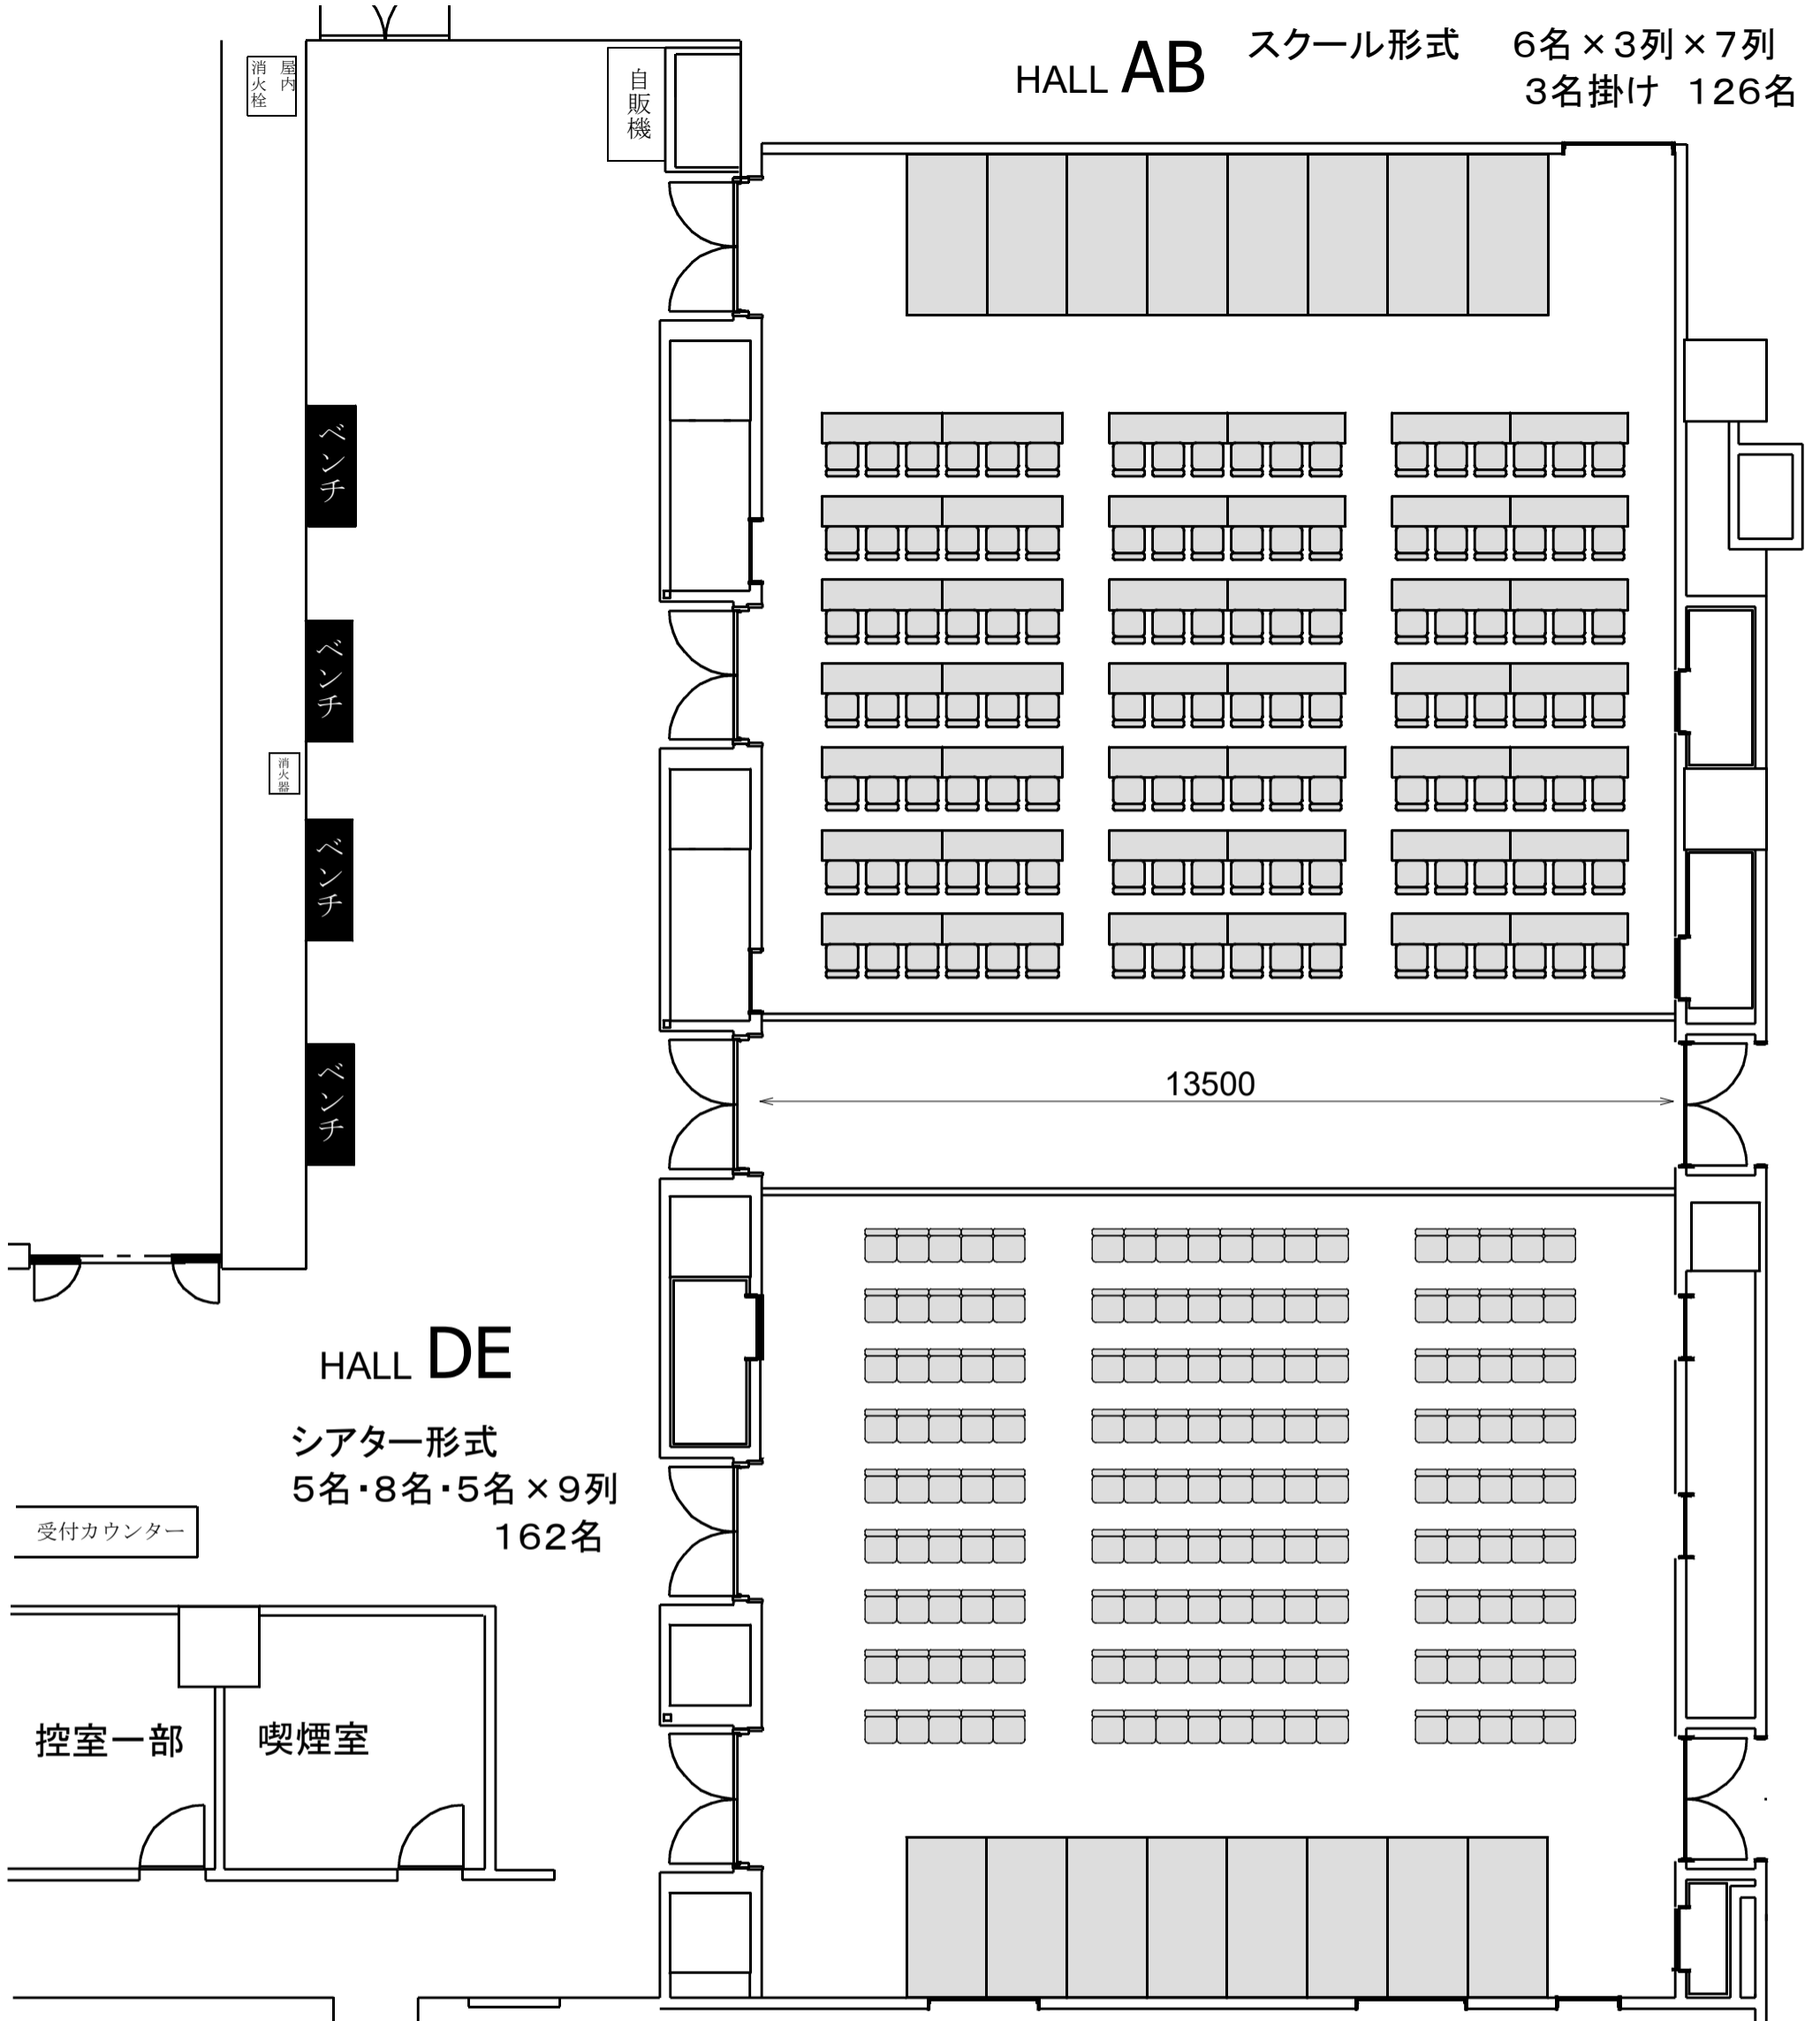 HALL AB
スクール形式　6名×3列×7列
3名掛け　126名
屋内
消火栓
自販機
ベンチ
ベンチ
消火器
ベンチ
ベンチ
13500
HALL DE
シアター形式
5名・8名・5名×9列
162名
受付カウンター
控室一部
喫煙室